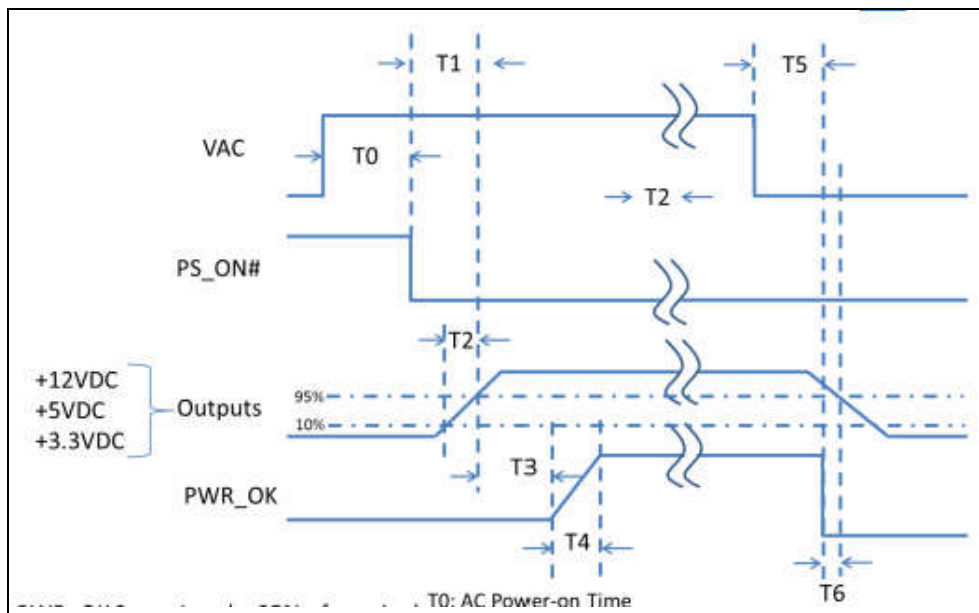 T1
T5
VAC
T0
T2
PS_ON#
T2
+12VDC
+5VDC
+3.3VDC
Outputs
95%
10%
T3
PWR_OK
T4
T6
T0: AC Power-on Time